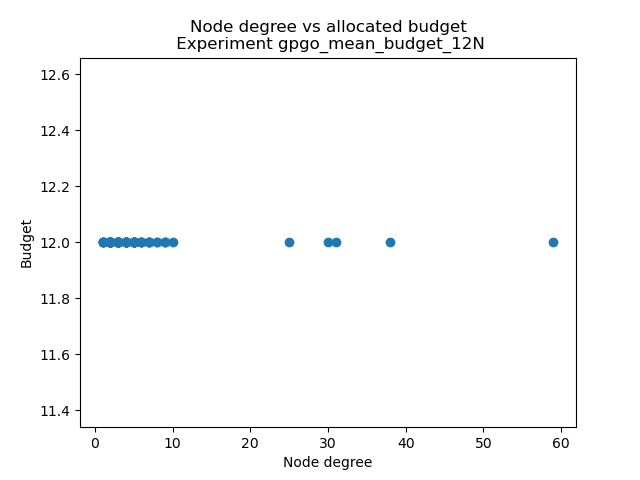 Node degree vs allocated budget
Experiment gpgo_mean_budget_12N
12.6
12.4
12.2
12.0
11.8
11.6
11.4
Budget
0 10 20 30 40 50 60
Node degree